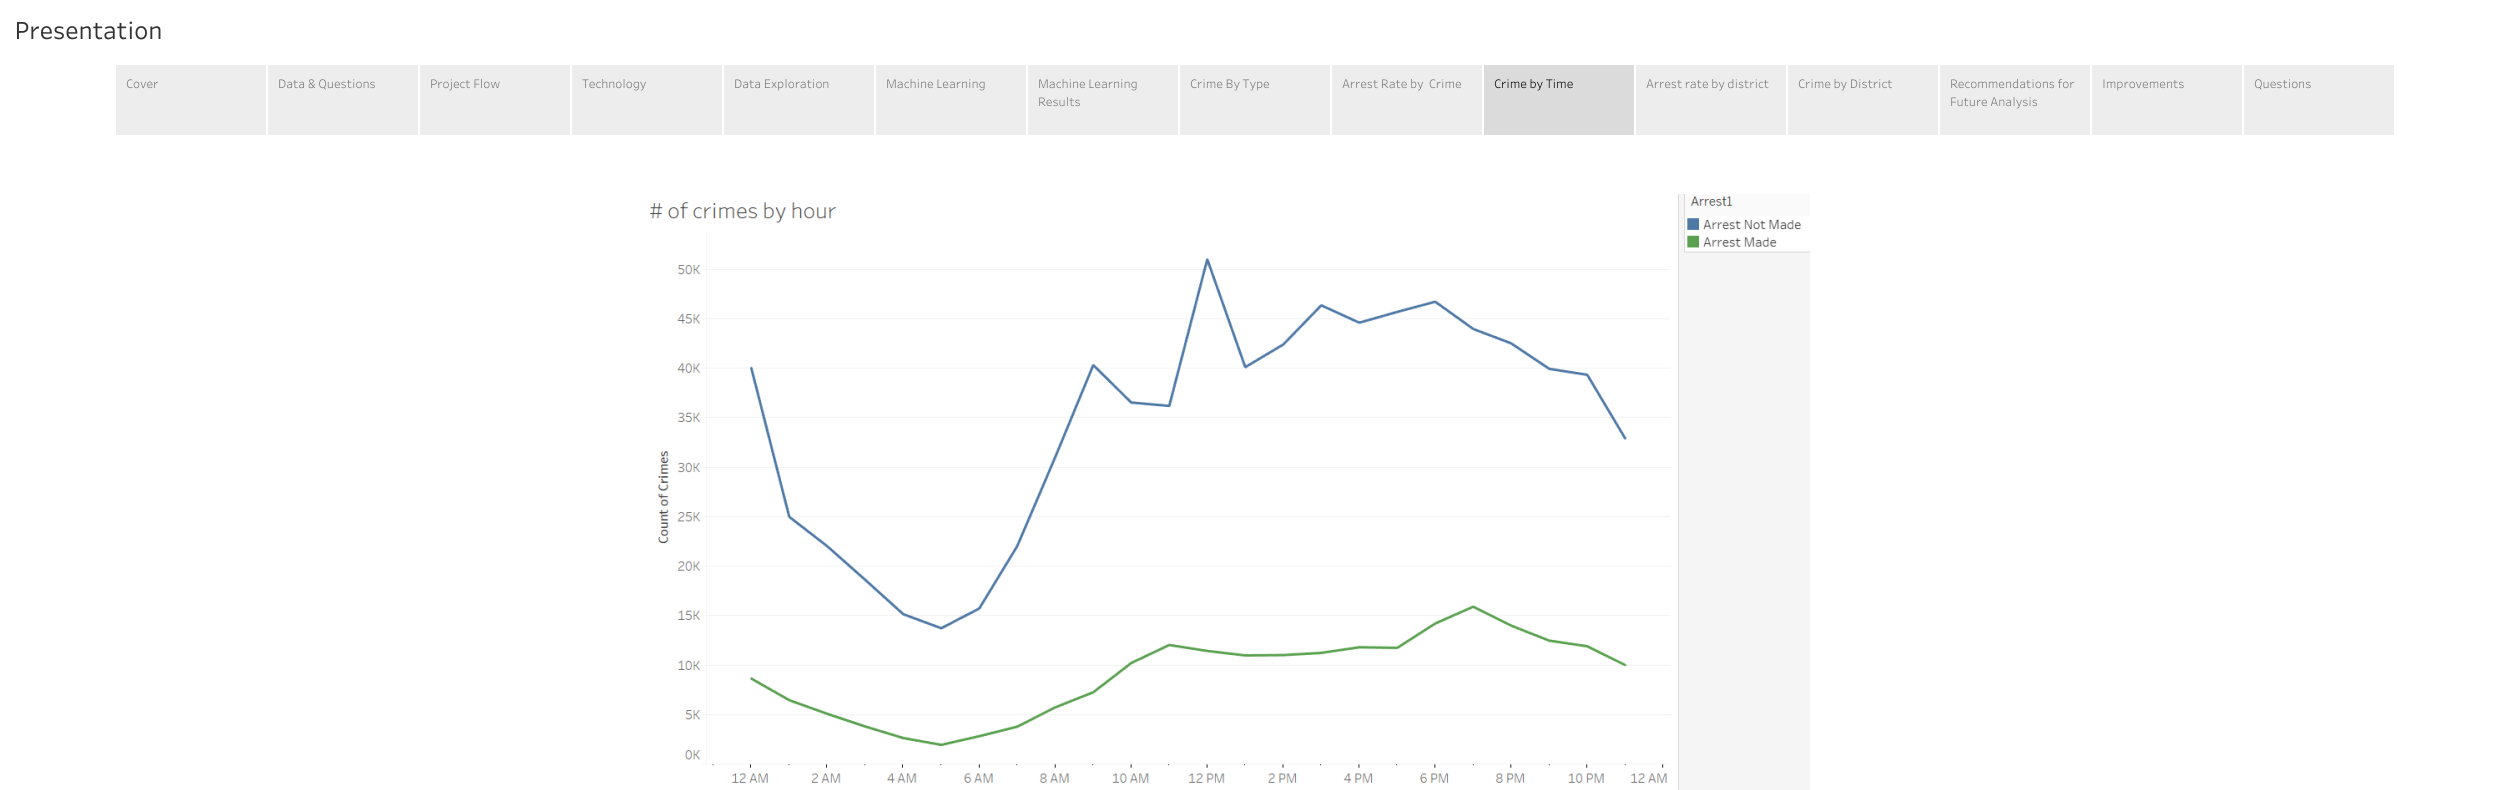 Presentation
Cover
Data & Questions
Project Flow
Technology
Data Exploration
Machine Learning
Machine Learning
Results
Crime By Type
Arrest Rate by  Crime
Crime by Time
Arrest rate by district
Crime by District
Recommendations for
Future Analysis
Improvements
Questions
# of crimes by hour
Arrest1
Arrest Not Made
Arrest Made
Count of Crimes
50K
45K
40K
35K
30K
25K
20K
15K
10K
5K
0K
12 AM
2 AM
4 AM
6 AM
8 AM
10 AM
12 PM
2 PM
4 PM
6 PM
8 PM
10 PM
12 AM